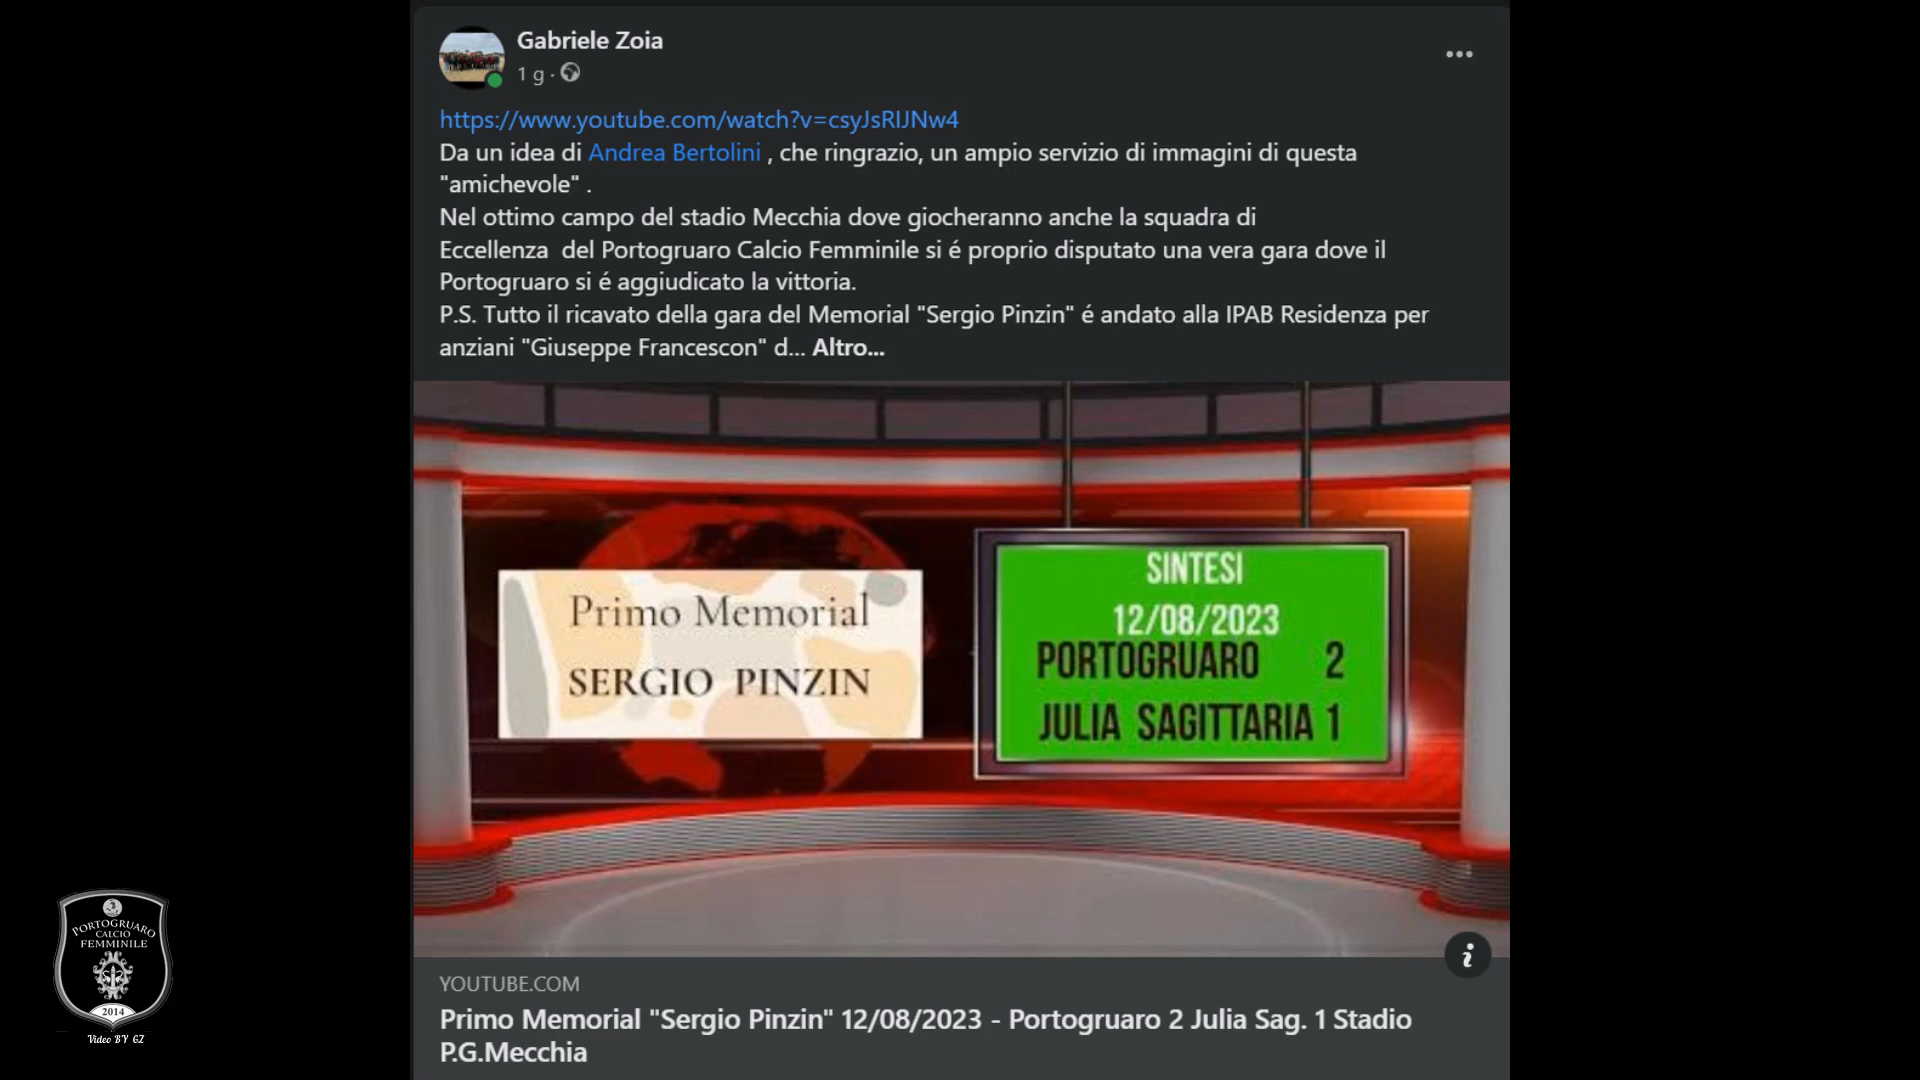 Gabriele Zoia
1 g ·
https://www.youtube.com/watch?v=csyJsRIJNw4
Da un idea di Andrea Bertolini , che ringrazio, un ampio servizio di immagini di questa
"amichevole" .
Nel ottimo campo del stadio Mecchia dove giocheranno anche la squadra di
Eccellenza  del Portogruaro Calcio Femminile si é proprio disputato una vera gara dove il
Portogruaro si é aggiudicato la vittoria.
P.S. Tutto il ricavato della gara del Memorial "Sergio Pinzin" é andato alla IPAB Residenza per
anziani "Giuseppe Francescon" d... Altro...
Primo Memorial
SERGIO PINZIN
SINTESI
12/08/2023
PORTOGRUARO 2
JULIA SAGITTARIA 1
YOUTUBE.COM
Primo Memorial "Sergio Pinzin" 12/08/2023 - Portogruaro 2 Julia Sag. 1 Stadio
P.G.Mecchia
PORTOGRUARO
CALCIO
FEMMINILE
2014
Video BY GZ